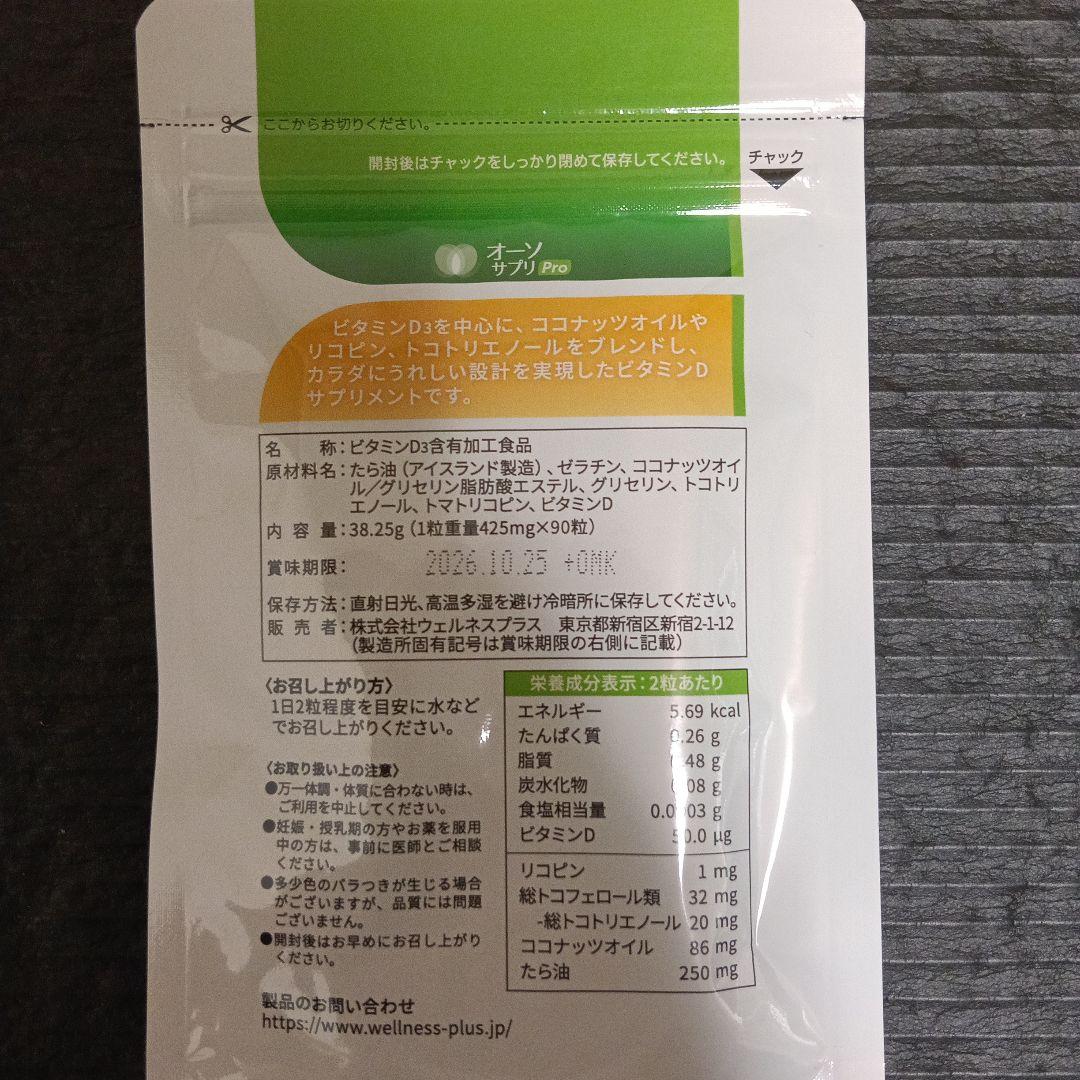 ここからお切りください。
開封後はチャックをしっかり閉めて保存してください。
チャック
オーソ
サプリ Pro
ビタミンD3を中心に、ココナッツオイルや
リコピン、トコトリエノールをブレンドし、
カラダにうれしい設計を実現したビタミンD
サプリメントです。
名 称：ビタミンD3含有加工食品
原材料名：たら油（アイスランド製造）、ゼラチン、ココナッツオイ
ル／グリセリン脂肪酸エステル、グリセリン、トコトリ
エノール、トマトリコピン、ビタミンD
内 容 量：38.25g（1粒重量425mg×90粒）
賞味期限： 2026.10.25 +OMK
保存方法：直射日光、高温多湿を避け冷暗所に保存してください。
販 売 者：株式会社ウェルネスプラス 東京都新宿区新宿2-1-12
（製造所固有記号は賞味期限の右側に記載）
〈お召し上がり方〉
1日2粒程度を目安に水など
でお召し上がりください。
〈お取り扱い上の注意〉
●万一体調・体質に合わない時は、
ご利用を中止してください。
●妊娠・授乳期の方やお薬を服用
中の方は、事前に医師とご相談
ください。
●多少色のバラつきが生じる場合
がございますが、品質には問題
ございません。
●開封後はお早めにお召し上がり
ください。
栄養成分表示：2粒あたり
エネルギー 5.69 kcal
たんぱく質 0.26 g
脂質 0.48 g
炭水化物 0.08 g
食塩相当量 g
ビタミンD 50.0 μg
リコピン 1 mg
総トコフェロール類 32 mg
-総トコトリエノール 20 mg
ココナッツオイル 86 mg
たら油 250 mg
製品のお問い合わせ
https://www.wellness-plus.jp/